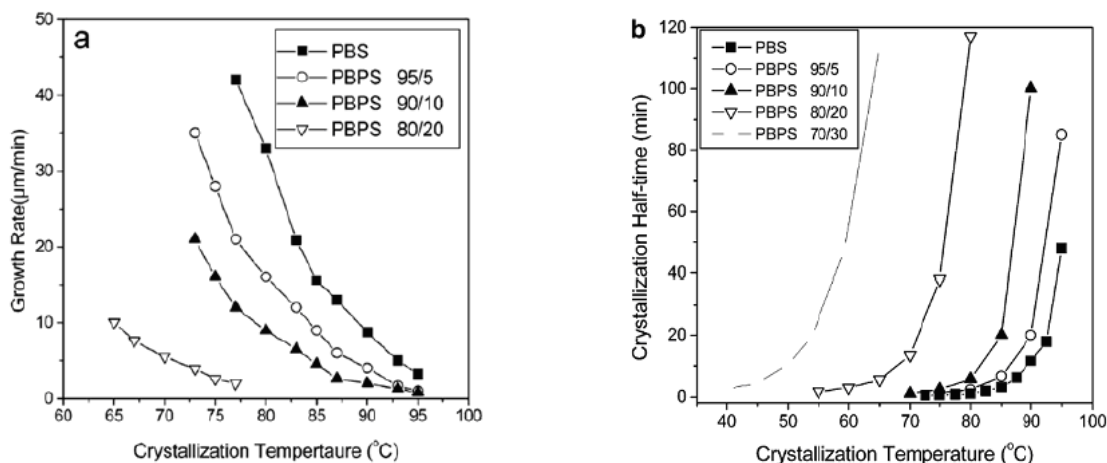 a
PBS
PBPS 95/5
PBPS 90/10
PBPS 80/20
Growth Rate(μm/min)
50
40
30
20
10
0
60 65 70 75 80 85 90 95 100
Crystallization Tempertaure (°C)
b
PBS
PBPS 95/5
PBPS 90/10
PBPS 80/20
PBPS 70/30
Crystallization Half-time (min)
120
100
80
60
40
20
0
40 50 60 70 80 90 100
Crystallization Temperature (°C)